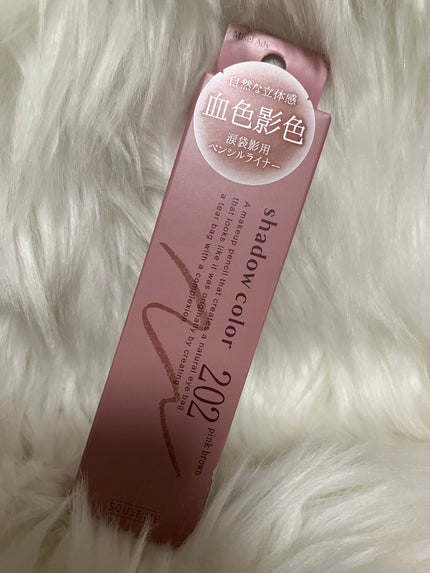 自然な立体感
血色影色
涙袋影用
ペンシルライナー
shadow color 202 pink brown
A makeup pencil that creates a natural eye bag
that looks like it was originally by creating
a tear bag with a complexion